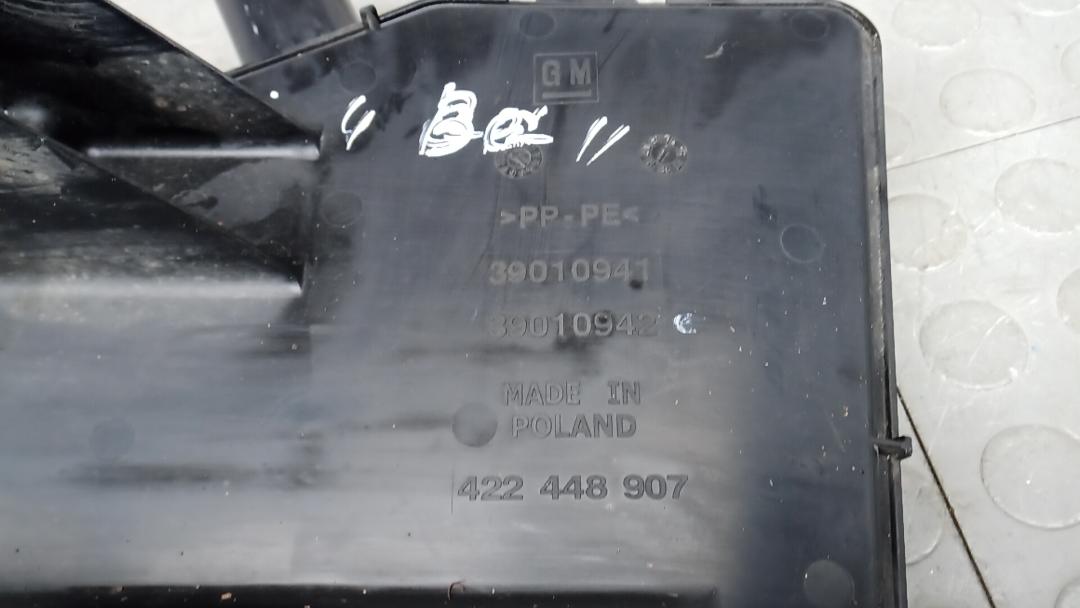 GM
>PP-PE<
39010941
39010942
MADE IN
POLAND
422 448 907